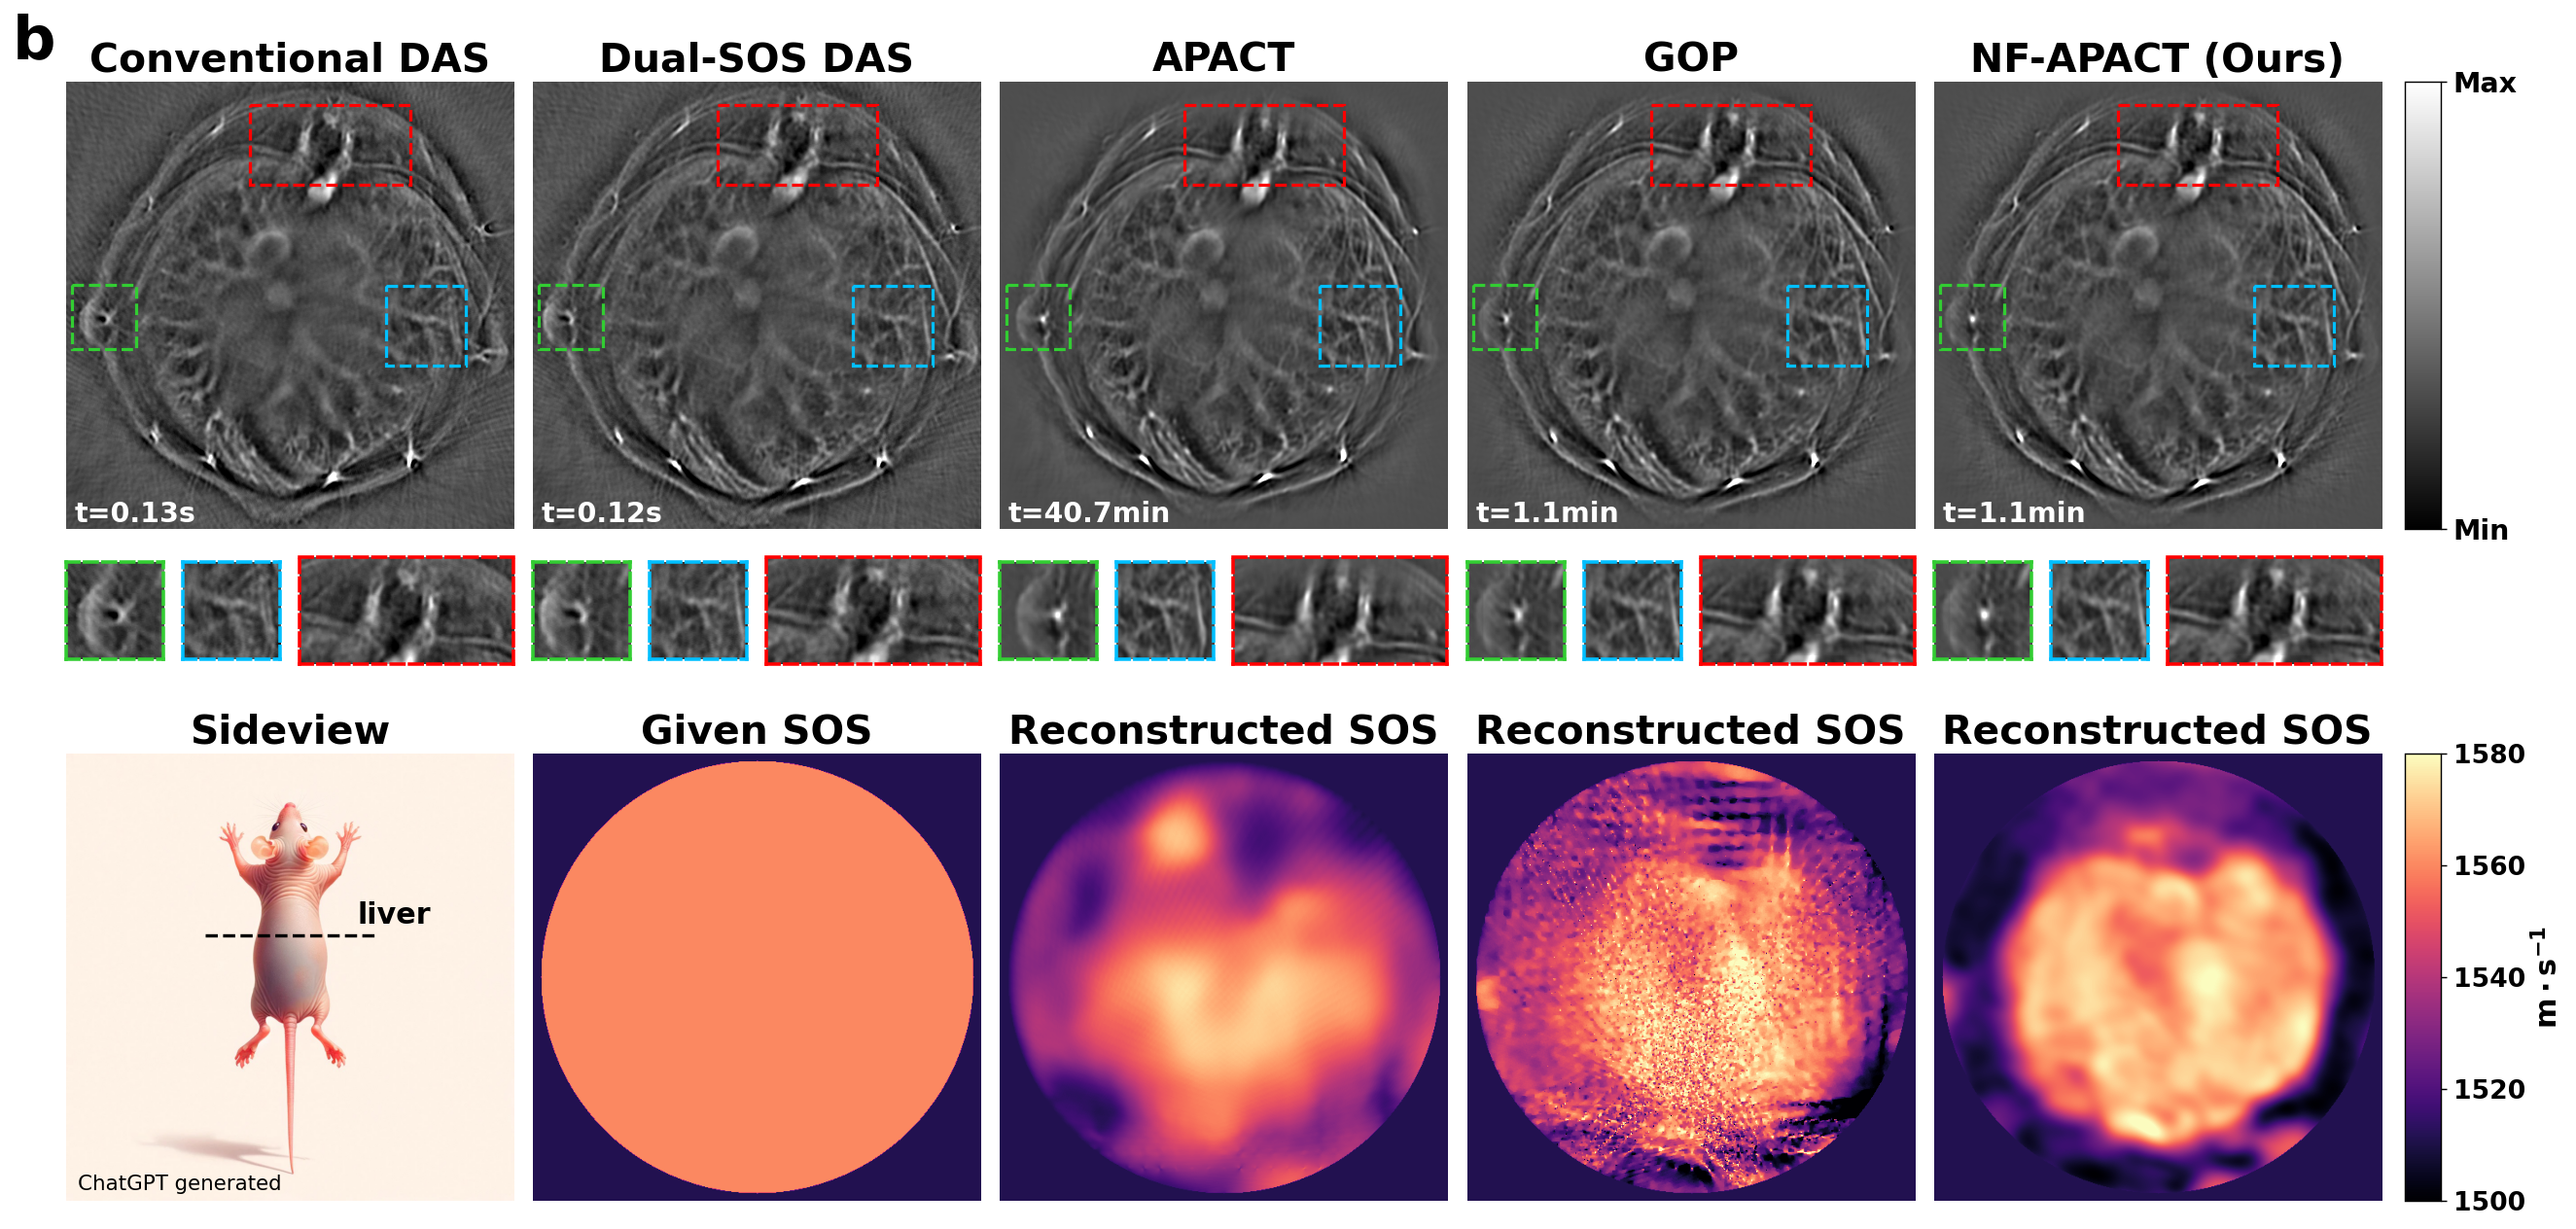 b
Conventional DAS
Dual-SOS DAS
APACT
GOP
NF-APACT (Ours)
Max
Min
t=0.13s
t=0.12s
t=40.7min
t=1.1min
t=1.1min
Sideview
Given SOS
Reconstructed SOS
Reconstructed SOS
Reconstructed SOS
liver
ChatGPT generated
1580
1560
1540
1520
1500
m · s⁻¹